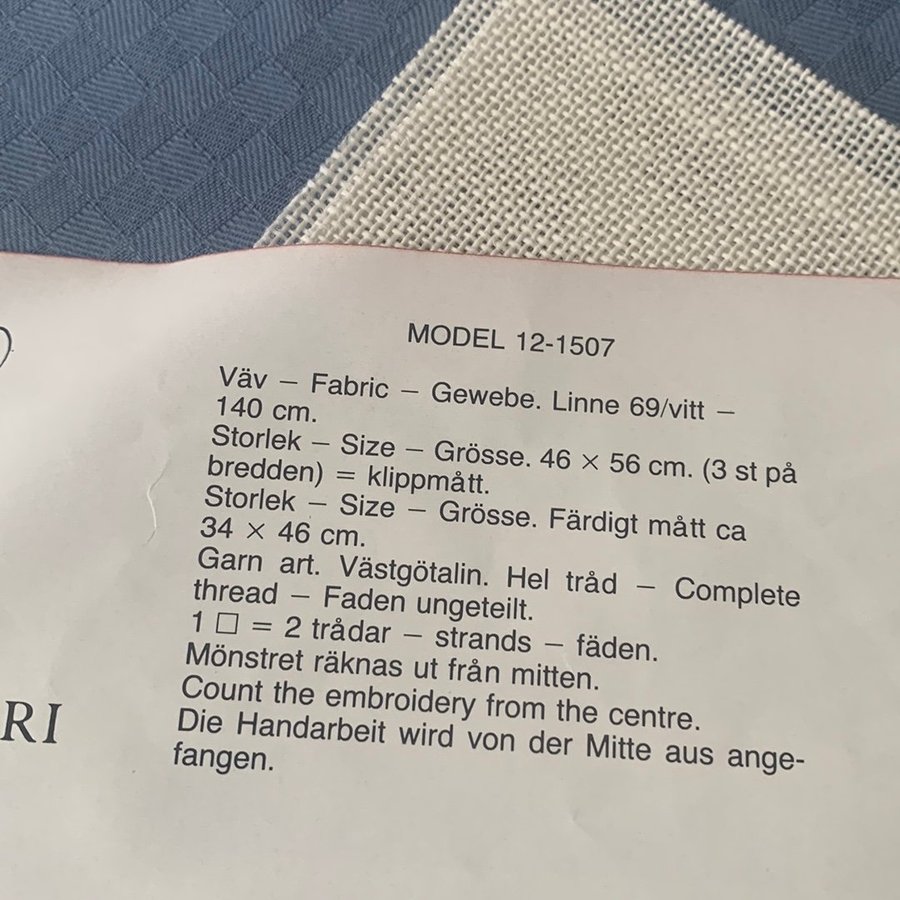 MODEL 12-1507
Väv – Fabric – Gewebe. Linne 69/vitt –
140 cm.
Storlek – Size – Grösse. 46 × 56 cm. (3 st på
bredden) = klippmått.
Storlek – Size – Grösse. Färdigt mått ca
34 × 46 cm.
Garn art. Västgötalin. Hel tråd – Complete
thread – Faden ungeteilt.
1 □ = 2 trådar – strands – fäden.
Mönstret räknas ut från mitten.
Count the embroidery from the centre.
Die Handarbeit wird von der Mitte aus ange-
fangen.
RI